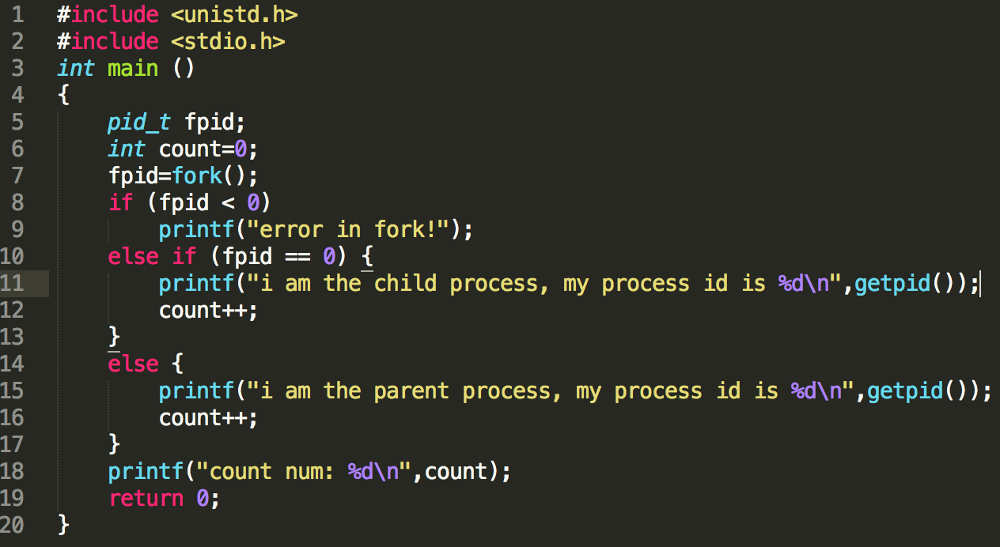 1 #include <unistd.h>
2 #include <stdio.h>
3 int main ()
4 {
5     pid_t fpid;
6     int count=0;
7     fpid=fork();
8     if (fpid < 0)
9         printf("error in fork!");
10     else if (fpid == 0) {
11         printf("i am the child process, my process id is %d\n",getpid());
12         count++;
13     }
14     else {
15         printf("i am the parent process, my process id is %d\n",getpid());
16         count++;
17     }
18     printf("count num: %d\n",count);
19     return 0;
20 }